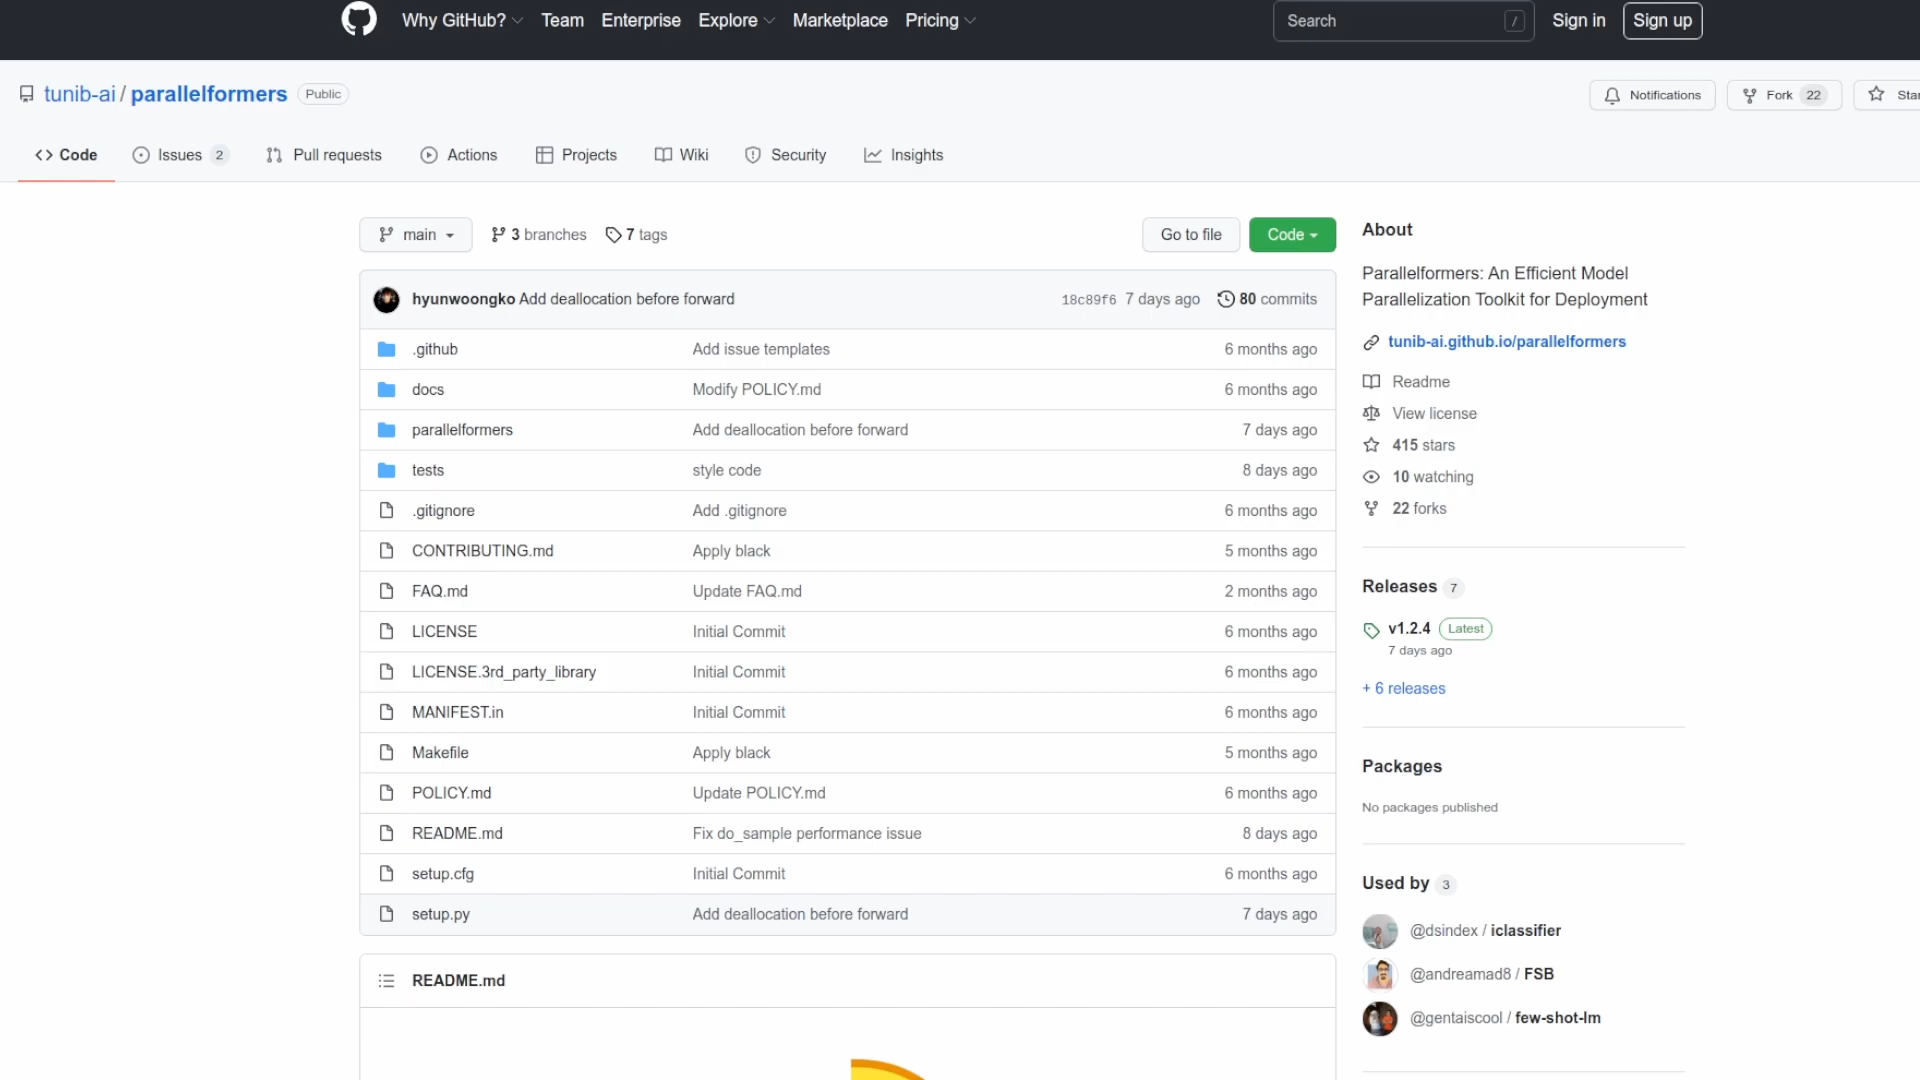 Why GitHub? Team Enterprise Explore Marketplace Pricing Search / Sign in Sign up
tunib-ai / parallelformers Public Notifications Fork 22
Code Issues 2 Pull requests Actions Projects Wiki Security Insights
main 3 branches 7 tags Go to file Code
hyunwoongko Add deallocation before forward 18c89f6 7 days ago 80 commits
.github Add issue templates 6 months ago
docs Modify POLICY.md 6 months ago
parallelformers Add deallocation before forward 7 days ago
tests style code 8 days ago
.gitignore Add .gitignore 6 months ago
CONTRIBUTING.md Apply black 5 months ago
FAQ.md Update FAQ.md 2 months ago
LICENSE Initial Commit 6 months ago
LICENSE.3rd_party_library Initial Commit 6 months ago
MANIFEST.in Initial Commit 6 months ago
Makefile Apply black 5 months ago
POLICY.md Update POLICY.md 6 months ago
README.md Fix do_sample performance issue 8 days ago
setup.cfg Initial Commit 6 months ago
setup.py Add deallocation before forward 7 days ago
README.md
About
Parallelformers: An Efficient Model
Parallelization Toolkit for Deployment
tunib-ai.github.io/parallelformers
Readme
View license
415 stars
10 watching
22 forks
Releases 7
v1.2.4 Latest
7 days ago
+ 6 releases
Packages
No packages published
Used by 3
@dsindex / iclassifier
@andreamad8 / FSB
@gentaiscool / few-shot-lm